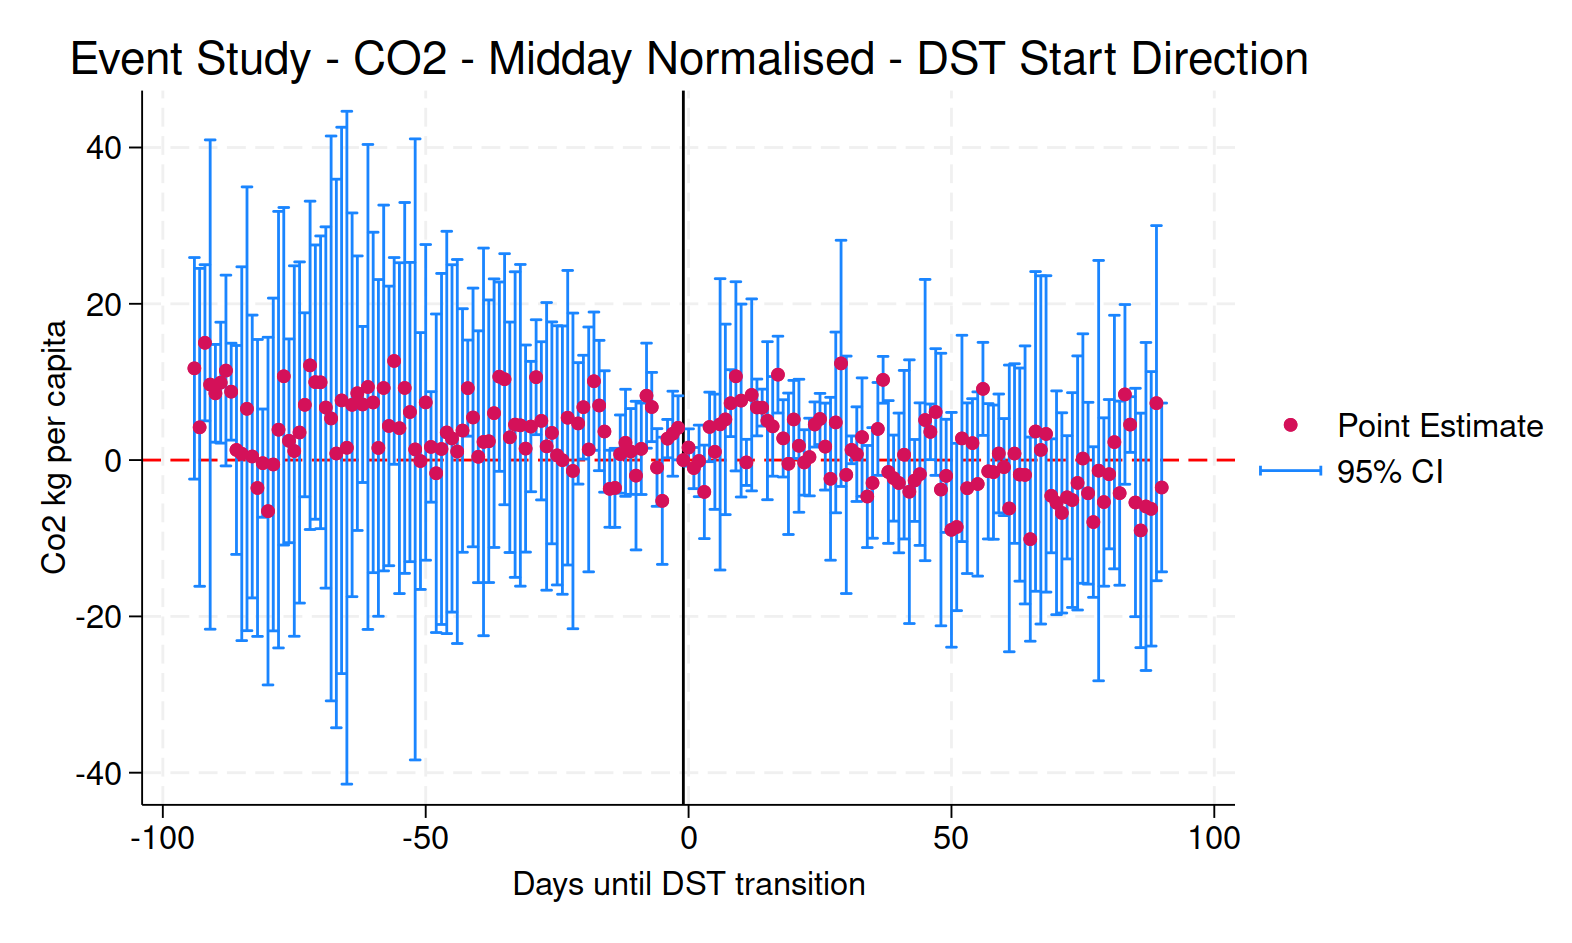 Event Study - CO2 - Midday Normalised - DST Start Direction
Co2 kg per capita
40
20
0
-20
-40
-100
-50
0
50
100
Days until DST transition
Point Estimate
95% CI